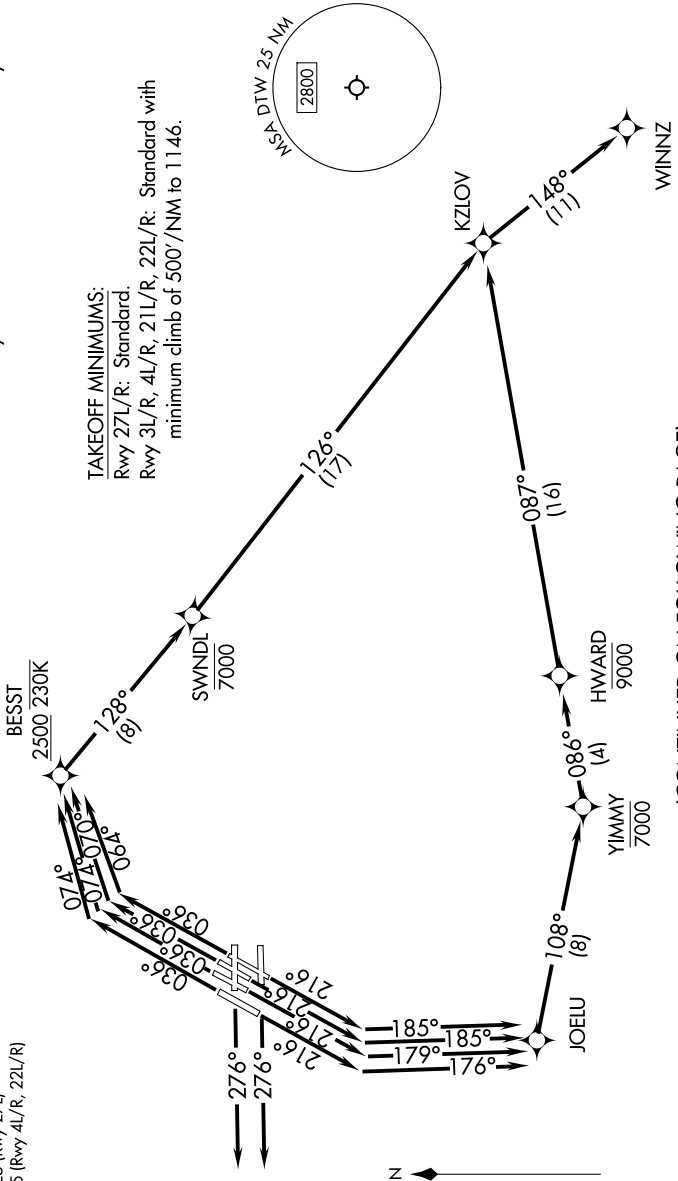 5 (Rwy 4L/R, 22L/R)
TAKEOFF MINIMUMS:
Rwy 27L/R: Standard.
Rwy 3L/R, 4L/R, 21L/R, 22L/R: Standard with
minimum climb of 500'/NM to 1146.
MSA DTW 25 NM
2800
BESST
2500 230K
128°
(8)
SWNDL
7000
126°
(17)
KZLOV
148°
(11)
WINNZ
074°
074°
070°
064°
036°
036°
036°
036°
276°
276°
216°
216°
216°
216°
185°
185°
179°
176°
JOELU
108°
(8)
YIMMY
7000
086°
(4)
HWARD
9000
087°
(16)
N